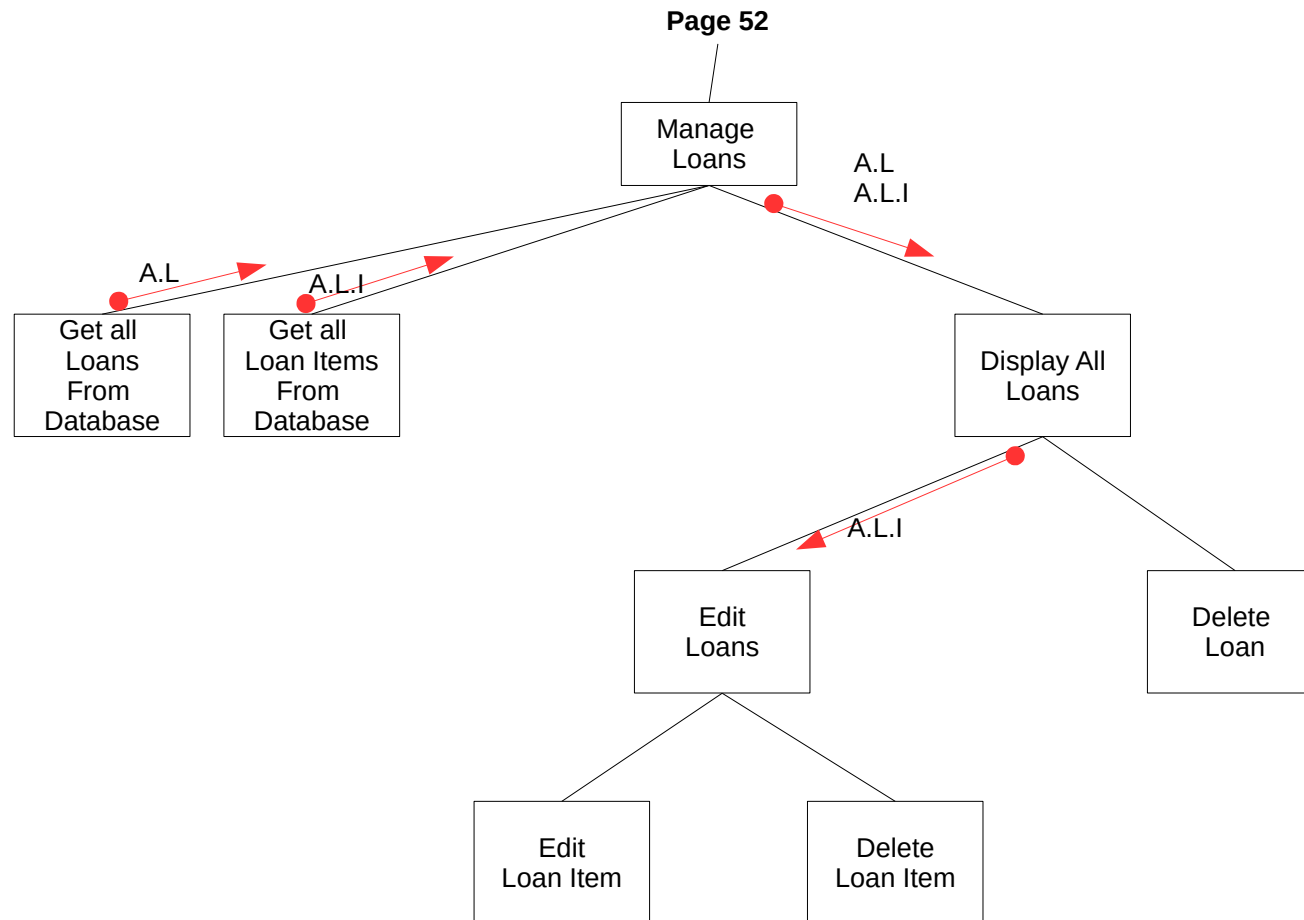 Page 52
Manage
Loans
A.L
A.L.I
A.L
A.L.I
Get all
Loans
From
Database
Get all
Loan Items
From
Database
Display All
Loans
A.L.I
Edit
Loans
Delete
Loan
Edit
Loan Item
Delete
Loan Item